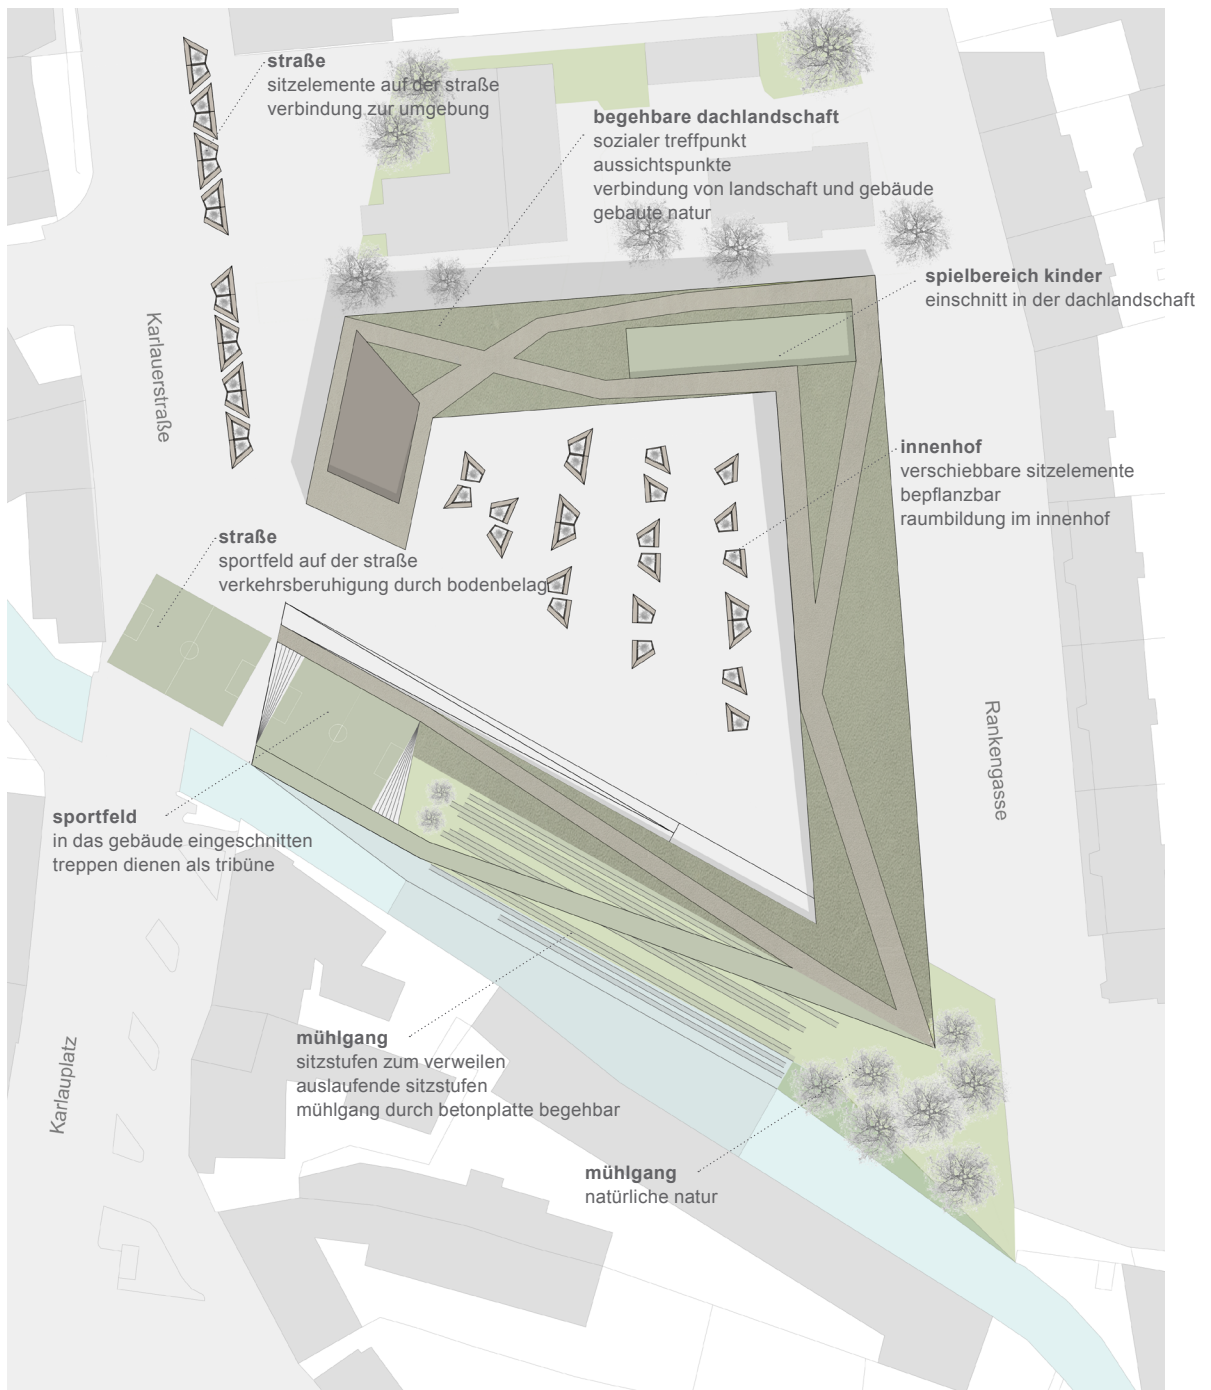 straße
sitzelemente auf der straße
verbindung zur umgebung
begehbare dachlandschaft
sozialer treffpunkt
aussichtspunkte
verbindung von landschaft und gebäude
gebaute natur
spielbereich kinder
einschnitt in der dachlandschaft
Karlauerstraße
innenhof
verschiebbare sitzelemente
bepflanzbar
raumbildung im innenhof
straße
sportfeld auf der straße
verkehrsberuhigung durch bodenbelag
Rankengasse
sportfeld
in das gebäude eingeschnitten
treppen dienen als tribüne
mühlgang
sitzstufen zum verweilen
auslaufende sitzstufen
mühlgang durch betonplatte begehbar
Karlauplatz
mühlgang
natürliche natur